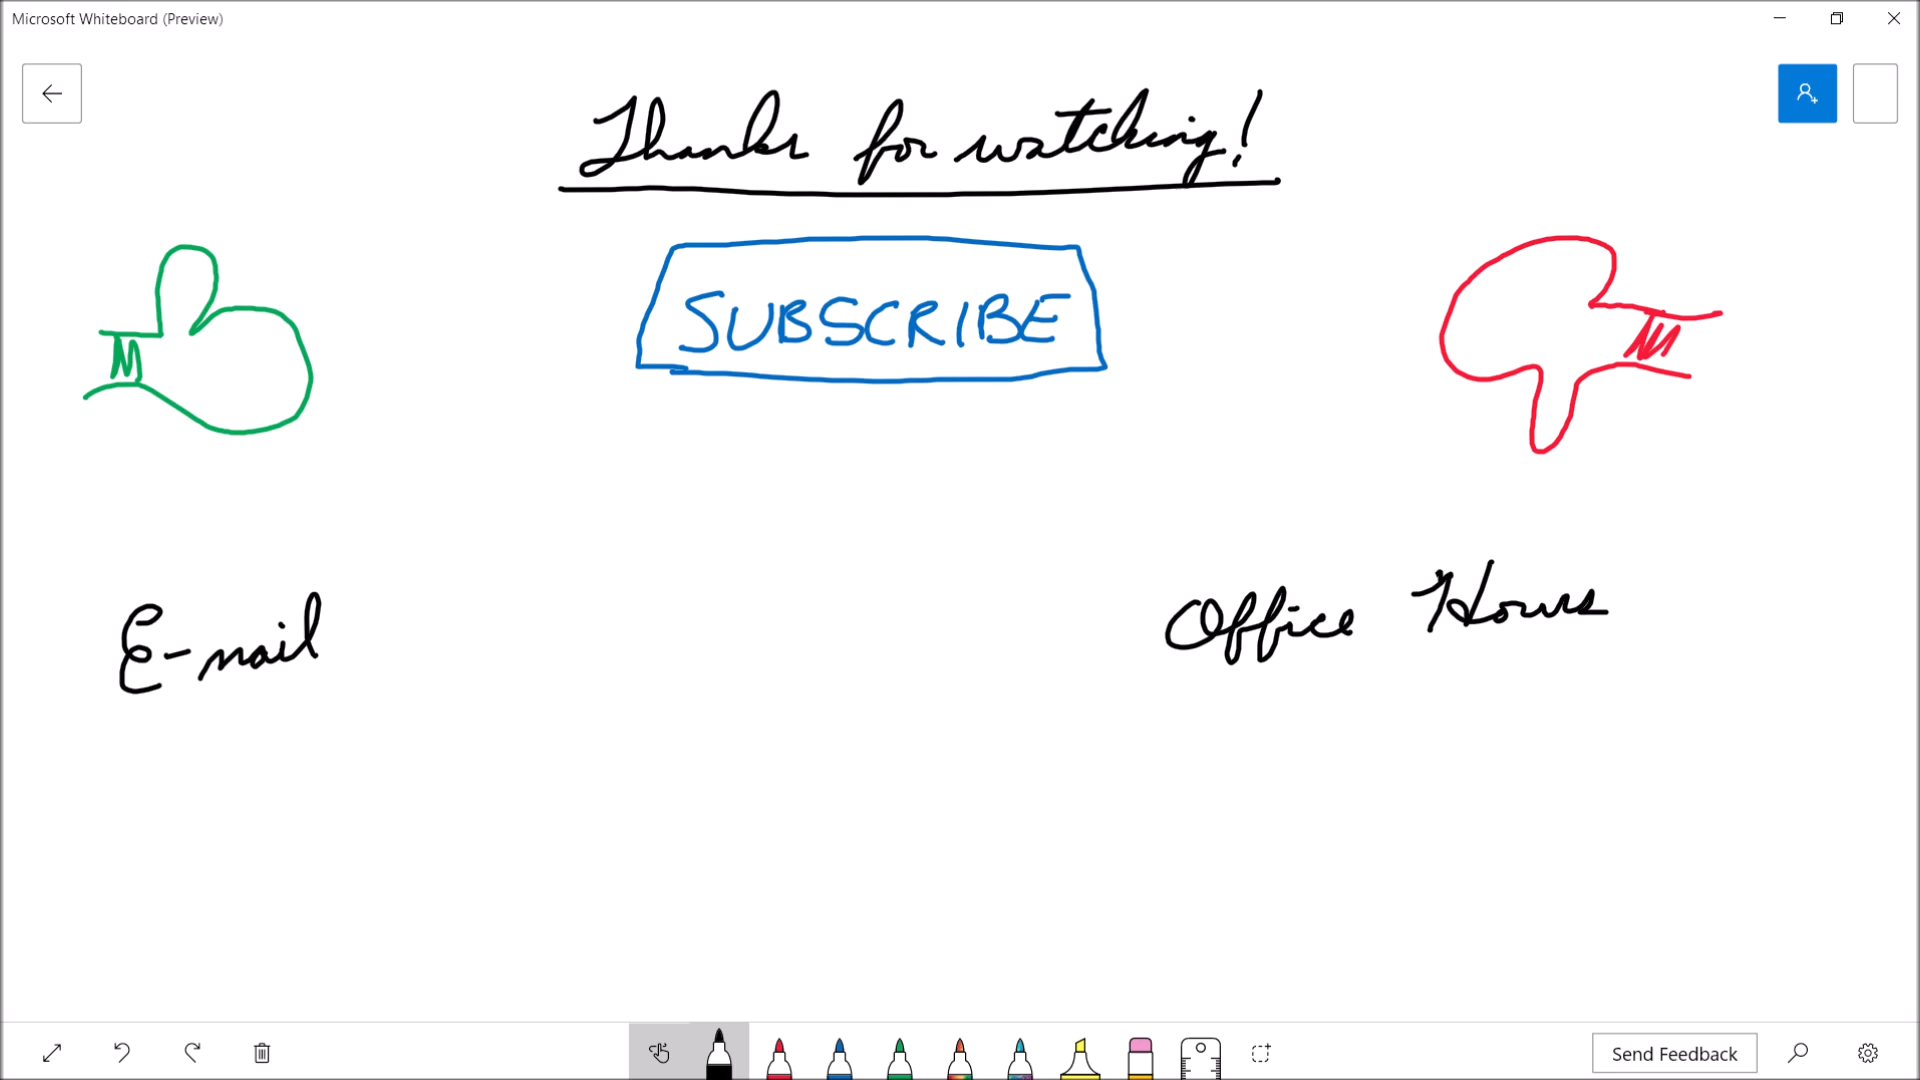 Microsoft Whiteboard (Preview)
Thanks for watching!
SUBSCRIBE
E-mail
Office Hours
Send Feedback